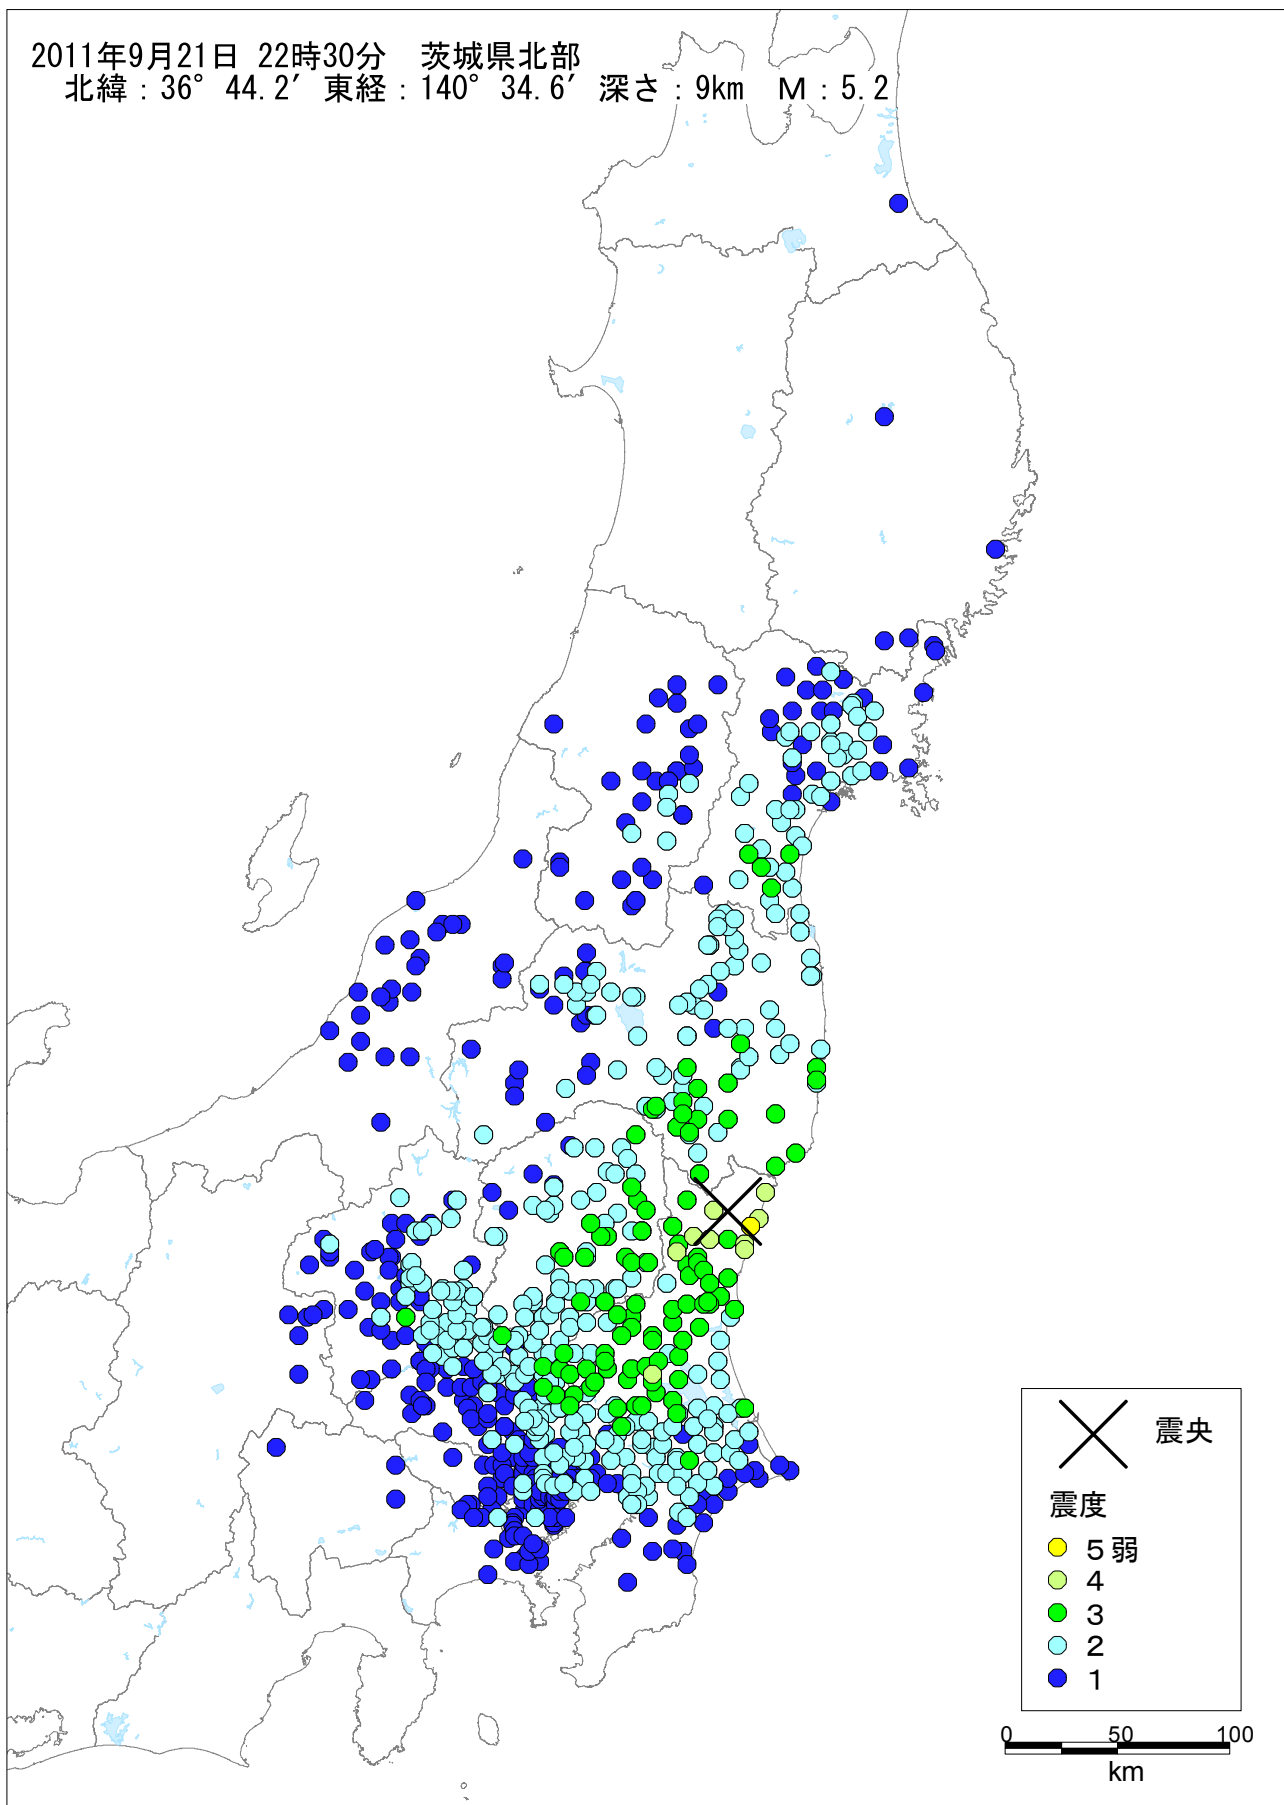 2011年9月21日 22時30分　茨城県北部
北緯：36° 44.2′ 東経：140° 34.6′ 深さ：9km　M：5.2
震央
震度
５弱
４
３
２
１
0 50 100
km